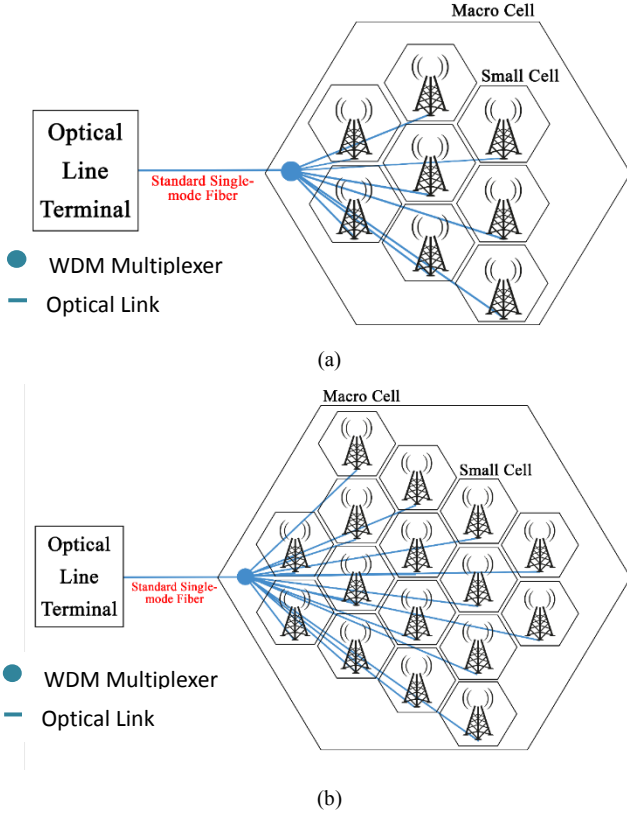 Macro Cell
Small Cell
Optical
Line
Terminal
Standard Single-
mode Fiber
WDM Multiplexer
Optical Link
(a)
Macro Cell
Small Cell
Optical
Line
Terminal
Standard Single-
mode Fiber
WDM Multiplexer
Optical Link
(b)